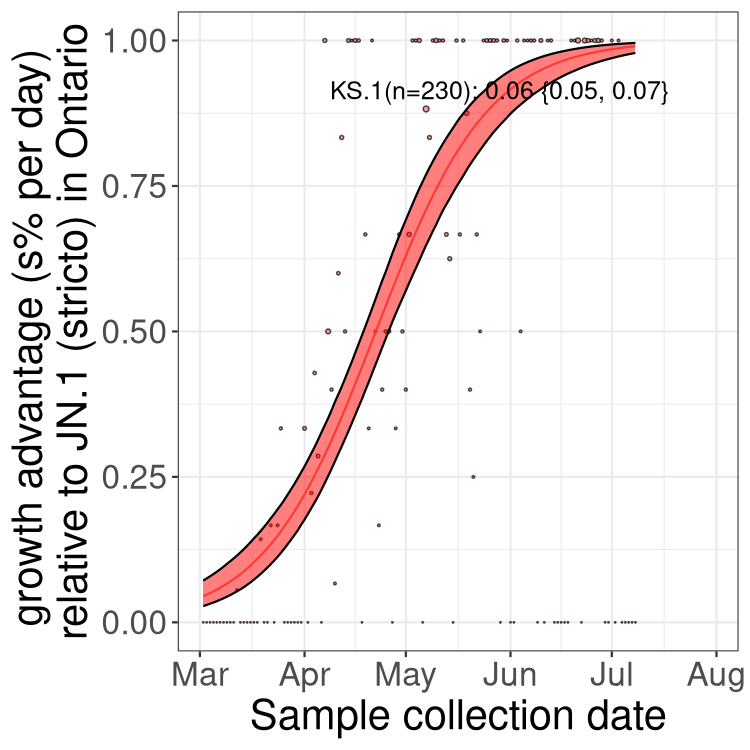 growth advantage (s% per day)
relative to JN.1 (stricto) in Ontario
1.00
0.75
0.50
0.25
0.00
KS.1(n=230): 0.06 {0.05, 0.07}
Mar Apr May Jun Jul Aug
Sample collection date